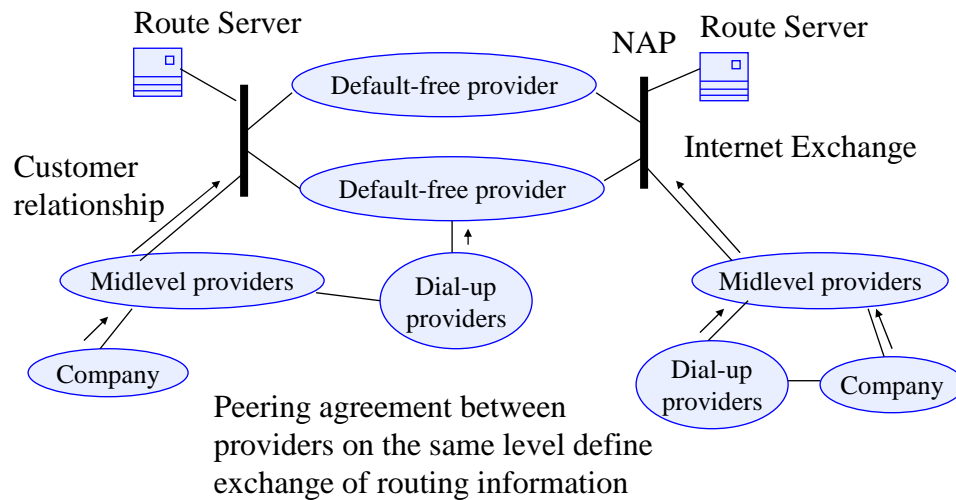 Route Server
NAP
Route Server
Default-free provider
Internet Exchange
Customer
relationship
Default-free provider
Midlevel providers
Dial-up
providers
Midlevel providers
Company
Dial-up
providers
Company
Peering agreement between
providers on the same level define
exchange of routing information